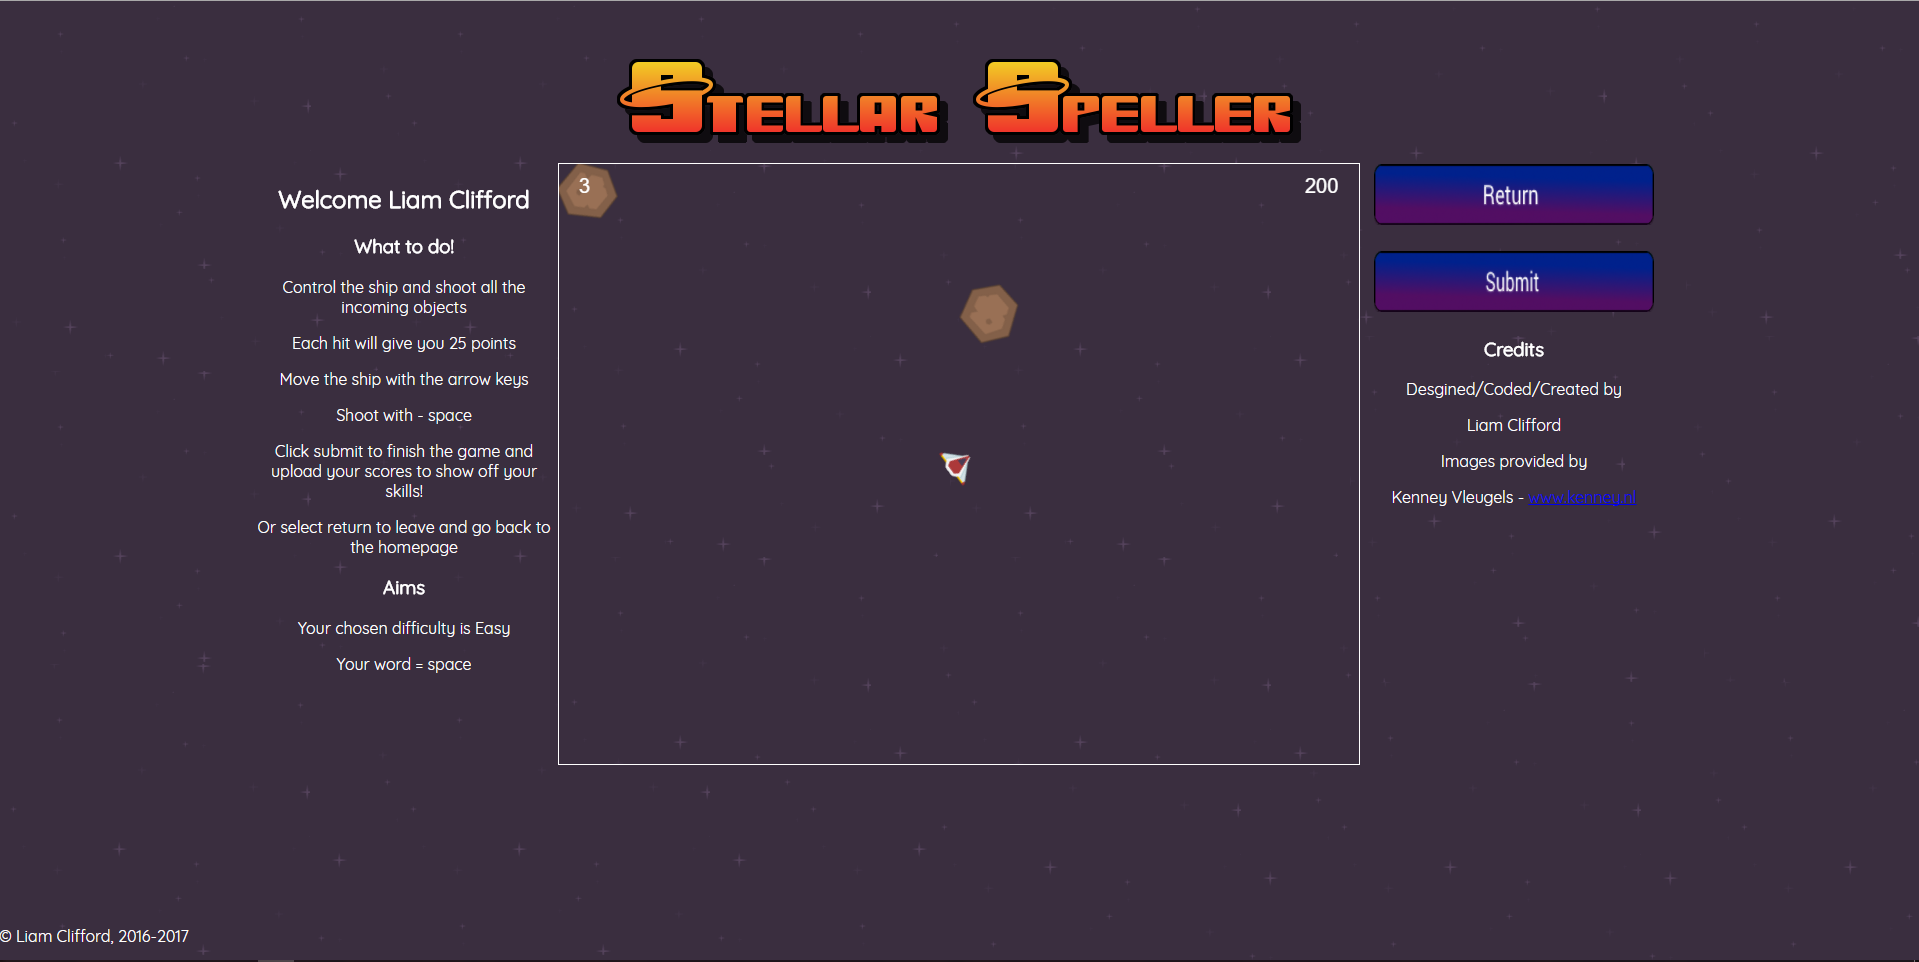 Stellar Speller
Welcome Liam Clifford
What to do!
Control the ship and shoot all the
incoming objects
Each hit will give you 25 points
Move the ship with the arrow keys
Shoot with - space
Click submit to finish the game and
upload your scores to show off your
skills!
Or select return to leave and go back to
the homepage
Aims
Your chosen difficulty is Easy
Your word = space
3
200
Return
Submit
Credits
Desgined/Coded/Created by
Liam Clifford
Images provided by
Kenney Vleugels - www.kenney.nl
© Liam Clifford, 2016-2017